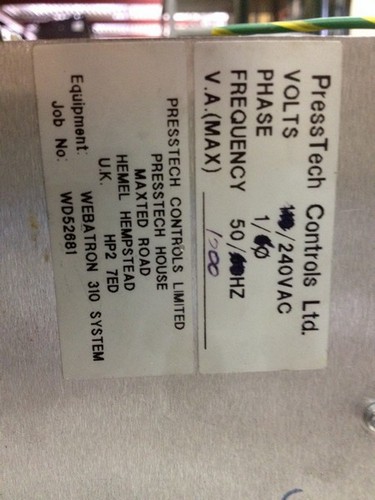 PressTech Controls Ltd.
VOLTS /240VAC
PHASE 1/ Ø
FREQUENCY 50/ HZ
V.A.(MAX) 1200
PRESSTECH CONTROLS LIMITED
PRESSTECH HOUSE
MAXTED ROAD
HEMEL HEMPSTEAD
HP2 7ED
U.K.
Equipment: WEBATRON 310 SYSTEM
Job No: WD52681